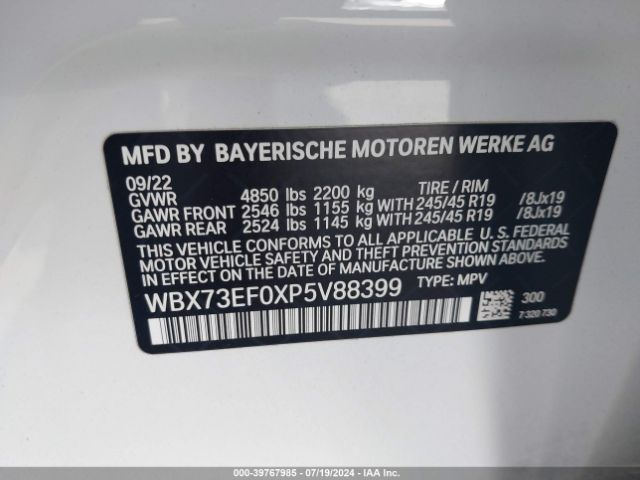 MFD BY BAYERISCHE MOTOREN WERKE AG
09/22 TIRE / RIM
GVWR 4850 lbs 2200 kg
GAWR FRONT 2546 lbs 1155 kg WITH 245/45 R19 /8Jx19
GAWR REAR 2524 lbs 1145 kg WITH 245/45 R19 /8Jx19
THIS VEHICLE CONFORMS TO ALL APPLICABLE U. S. FEDERAL
MOTOR VEHICLE SAFETY AND THEFT PREVENTION STANDARDS
IN EFFECT ON THE DATE OF MANUFACTURE SHOWN ABOVE.
WBX73EF0XP5V88399 TYPE: MPV
300
7 320 730
000-39767985 | 07/19/2024 | IAA, Inc.